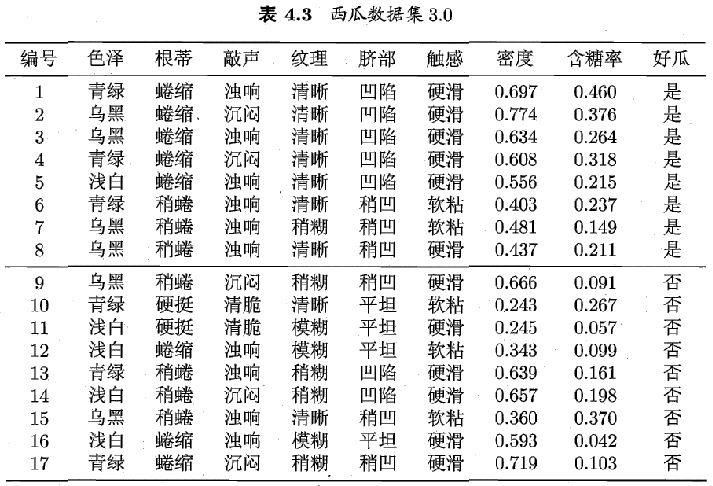 表 4.3 西瓜数据集 3.0
编号 色泽 根蒂 敲声 纹理 脐部 触感 密度 含糖率 好瓜
1 青绿 蜷缩 浊响 清晰 凹陷 硬滑 0.697 0.460 是
2 乌黑 蜷缩 沉闷 清晰 凹陷 硬滑 0.774 0.376 是
3 乌黑 蜷缩 浊响 清晰 凹陷 硬滑 0.634 0.264 是
4 青绿 蜷缩 沉闷 清晰 凹陷 硬滑 0.608 0.318 是
5 浅白 蜷缩 浊响 清晰 凹陷 硬滑 0.556 0.215 是
6 青绿 稍蜷 浊响 清晰 稍凹 软粘 0.403 0.237 是
7 乌黑 稍蜷 浊响 稍糊 稍凹 软粘 0.481 0.149 是
8 乌黑 稍蜷 浊响 清晰 稍凹 硬滑 0.437 0.211 是
9 乌黑 稍蜷 沉闷 稍糊 稍凹 硬滑 0.666 0.091 否
10 青绿 硬挺 清脆 清晰 平坦 软粘 0.243 0.267 否
11 浅白 硬挺 清脆 模糊 平坦 硬滑 0.245 0.057 否
12 浅白 蜷缩 浊响 模糊 平坦 软粘 0.343 0.099 否
13 青绿 稍蜷 浊响 稍糊 凹陷 硬滑 0.639 0.161 否
14 浅白 稍蜷 沉闷 稍糊 凹陷 硬滑 0.657 0.198 否
15 乌黑 稍蜷 浊响 清晰 稍凹 软粘 0.360 0.370 否
16 浅白 蜷缩 浊响 模糊 平坦 硬滑 0.593 0.042 否
17 青绿 蜷缩 沉闷 稍糊 稍凹 硬滑 0.719 0.103 否